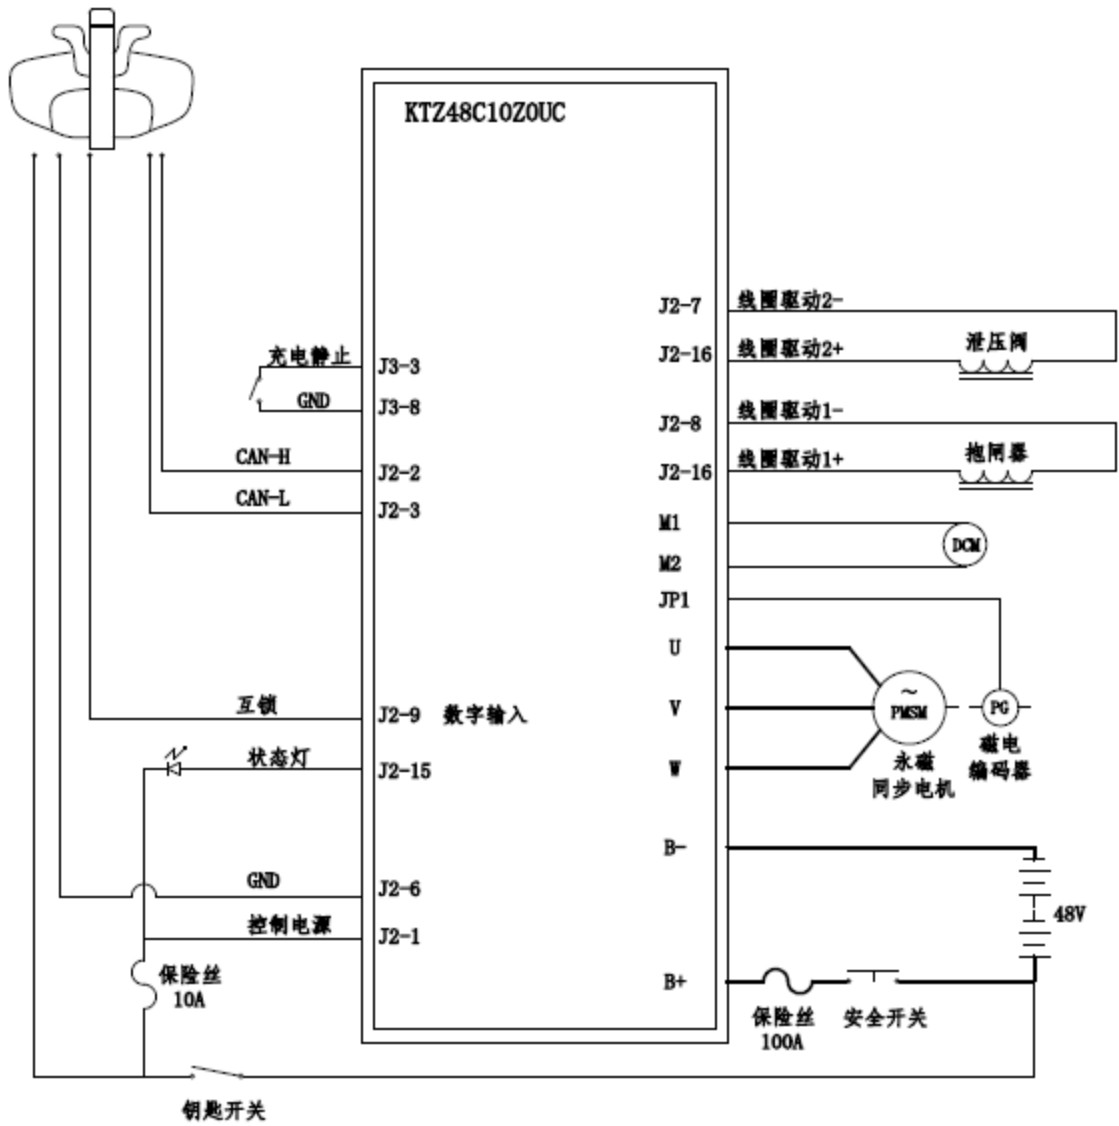 KTZ48C10Z0UC
充电静止
J3-3
GND
J3-8
CAN-H
J2-2
CAN-L
J2-3
互锁
J2-9 数字输入
状态灯
J2-15
GND
J2-6
控制电源
J2-1
保险丝
10A
钥匙开关
J2-7
线圈驱动2-
J2-16
线圈驱动2+
泄压阀
J2-8
线圈驱动1-
J2-16
线圈驱动1+
抱闸器
M1
M2
DCM
JP1
U
V
W
~
PMSM
永磁
同步电机
PG
磁电
编码器
B-
48V
B+
保险丝
100A
安全开关